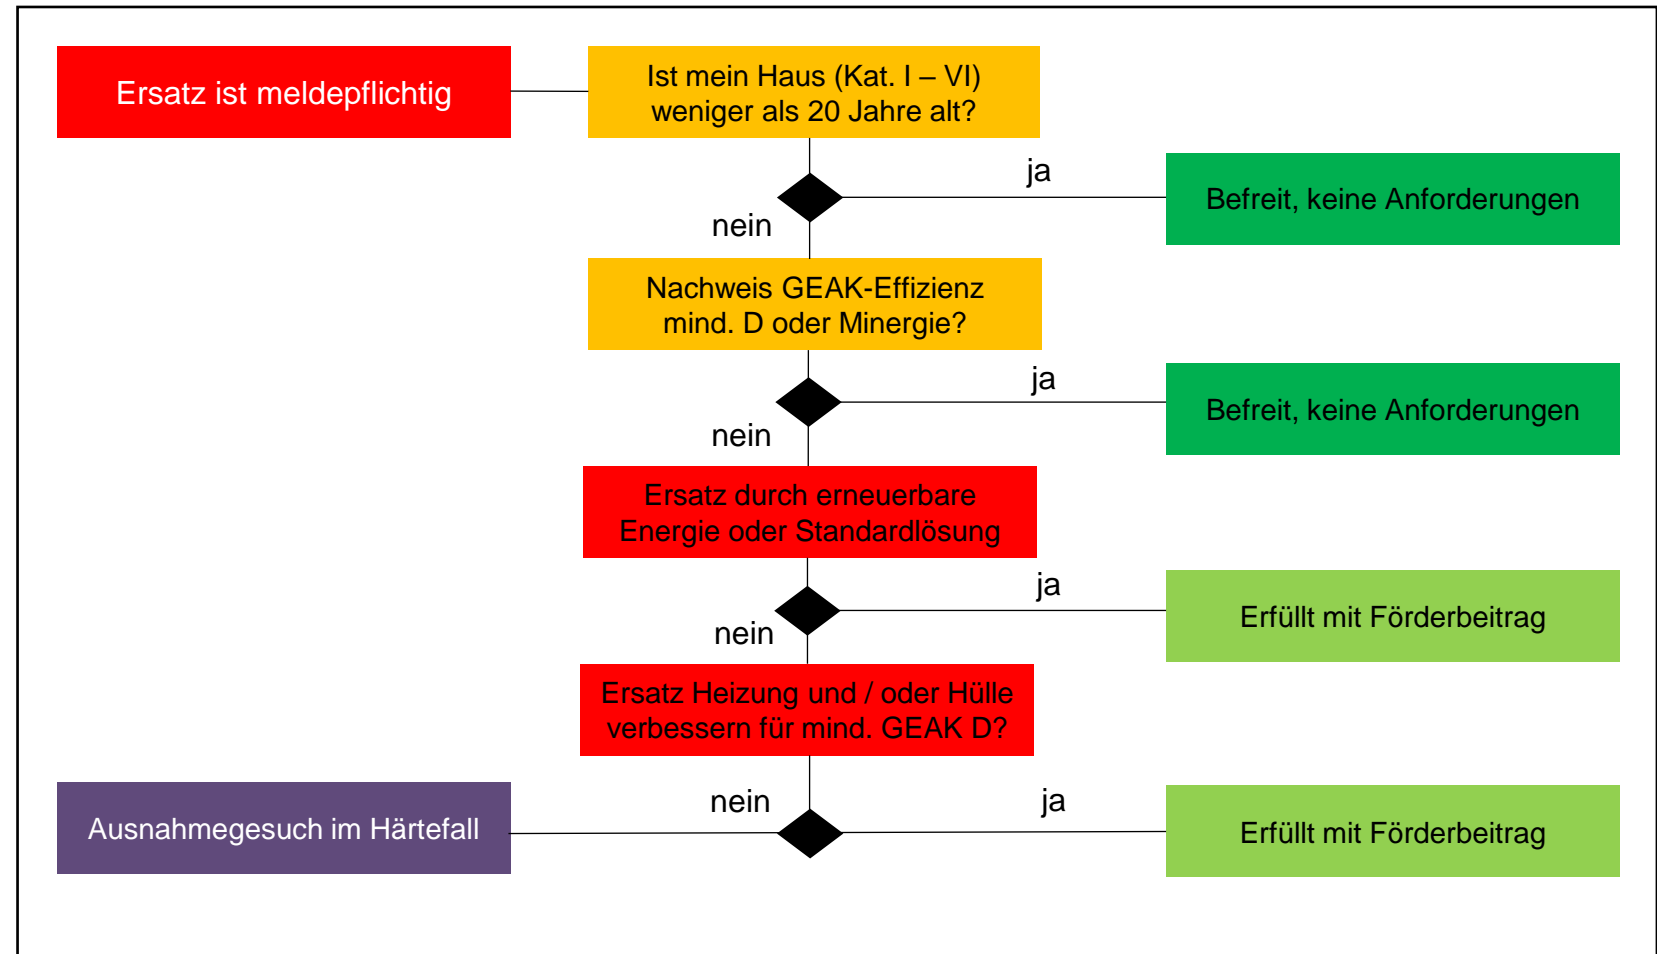 Ersatz ist meldepflichtig
Ist mein Haus (Kat. I – VI)
weniger als 20 Jahre alt?
ja
Befreit, keine Anforderungen
nein
Nachweis GEAK-Effizienz
mind. D oder Minergie?
ja
Befreit, keine Anforderungen
nein
Ersatz durch erneuerbare
Energie oder Standardlösung
ja
Erfüllt mit Förderbeitrag
nein
Ersatz Heizung und / oder Hülle
verbessern für mind. GEAK D?
nein
ja
Ausnahmegesuch im Härtefall
Erfüllt mit Förderbeitrag